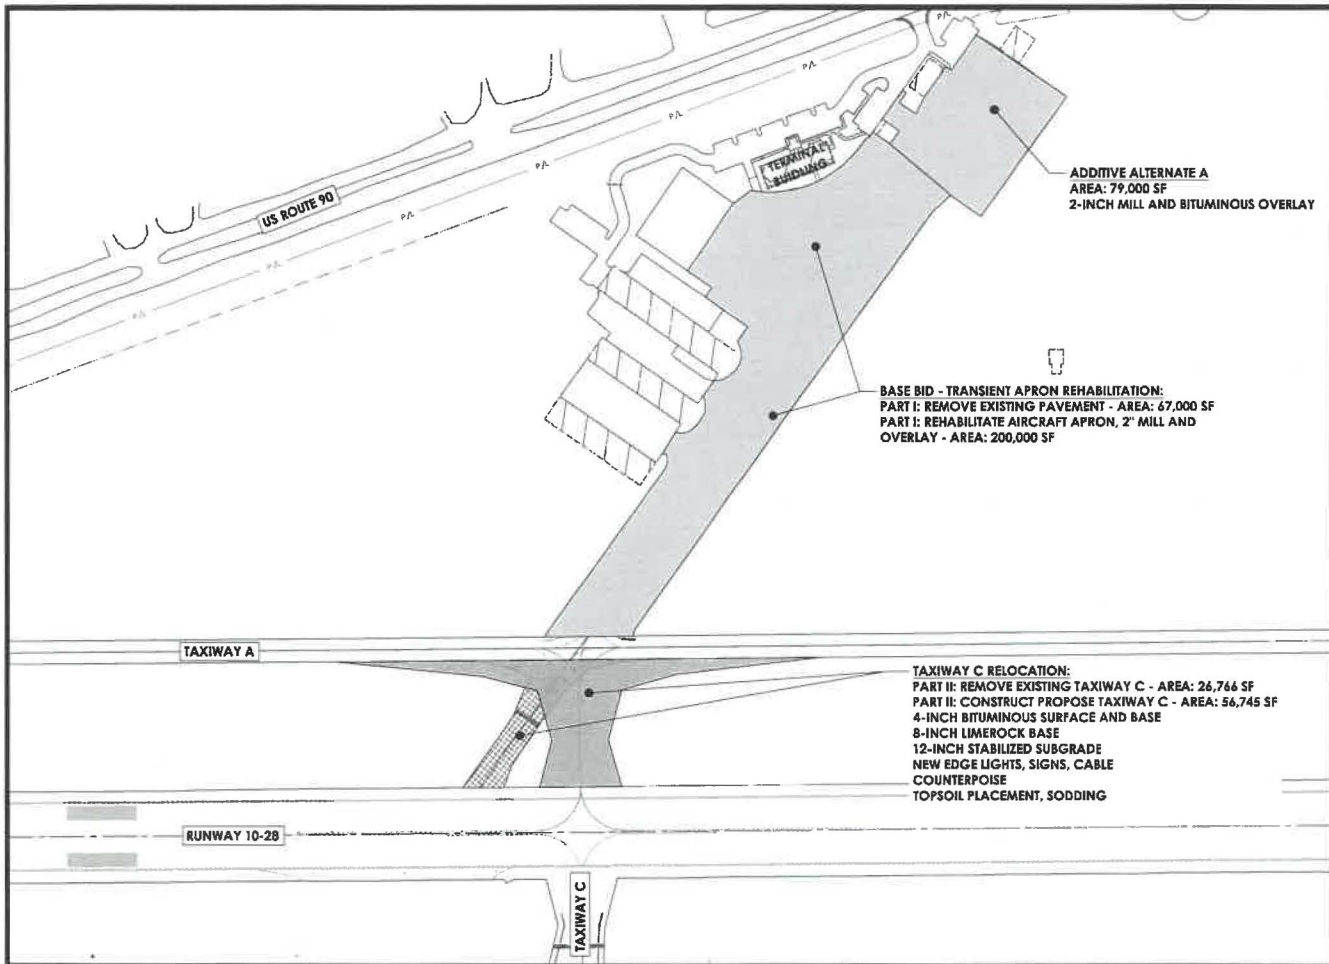 P/L
P/L
P/L
P/L
P/L
P/L
P/L
US ROUTE 90
TERMINAL
BUIDLING
ADDITIVE ALTERNATE A
AREA: 79,000 SF
2-INCH MILL AND BITUMINOUS OVERLAY
BASE BID - TRANSIENT APRON REHABILITATION:
PART I: REMOVE EXISTING PAVEMENT - AREA: 67,000 SF
PART I: REHABILITATE AIRCRAFT APRON, 2" MILL AND
OVERLAY - AREA: 200,000 SF
TAXIWAY A
TAXIWAY C RELOCATION:
PART II: REMOVE EXISTING TAXIWAY C - AREA: 26,766 SF
PART II: CONSTRUCT PROPOSE TAXIWAY C - AREA: 56,745 SF
4-INCH BITUMINOUS SURFACE AND BASE
8-INCH LIMEROCK BASE
12-INCH STABILIZED SUBGRADE
NEW EDGE LIGHTS, SIGNS, CABLE
COUNTERPOISE
TOPSOIL PLACEMENT, SODDING
RUNWAY 10-28
TAXIWAY C